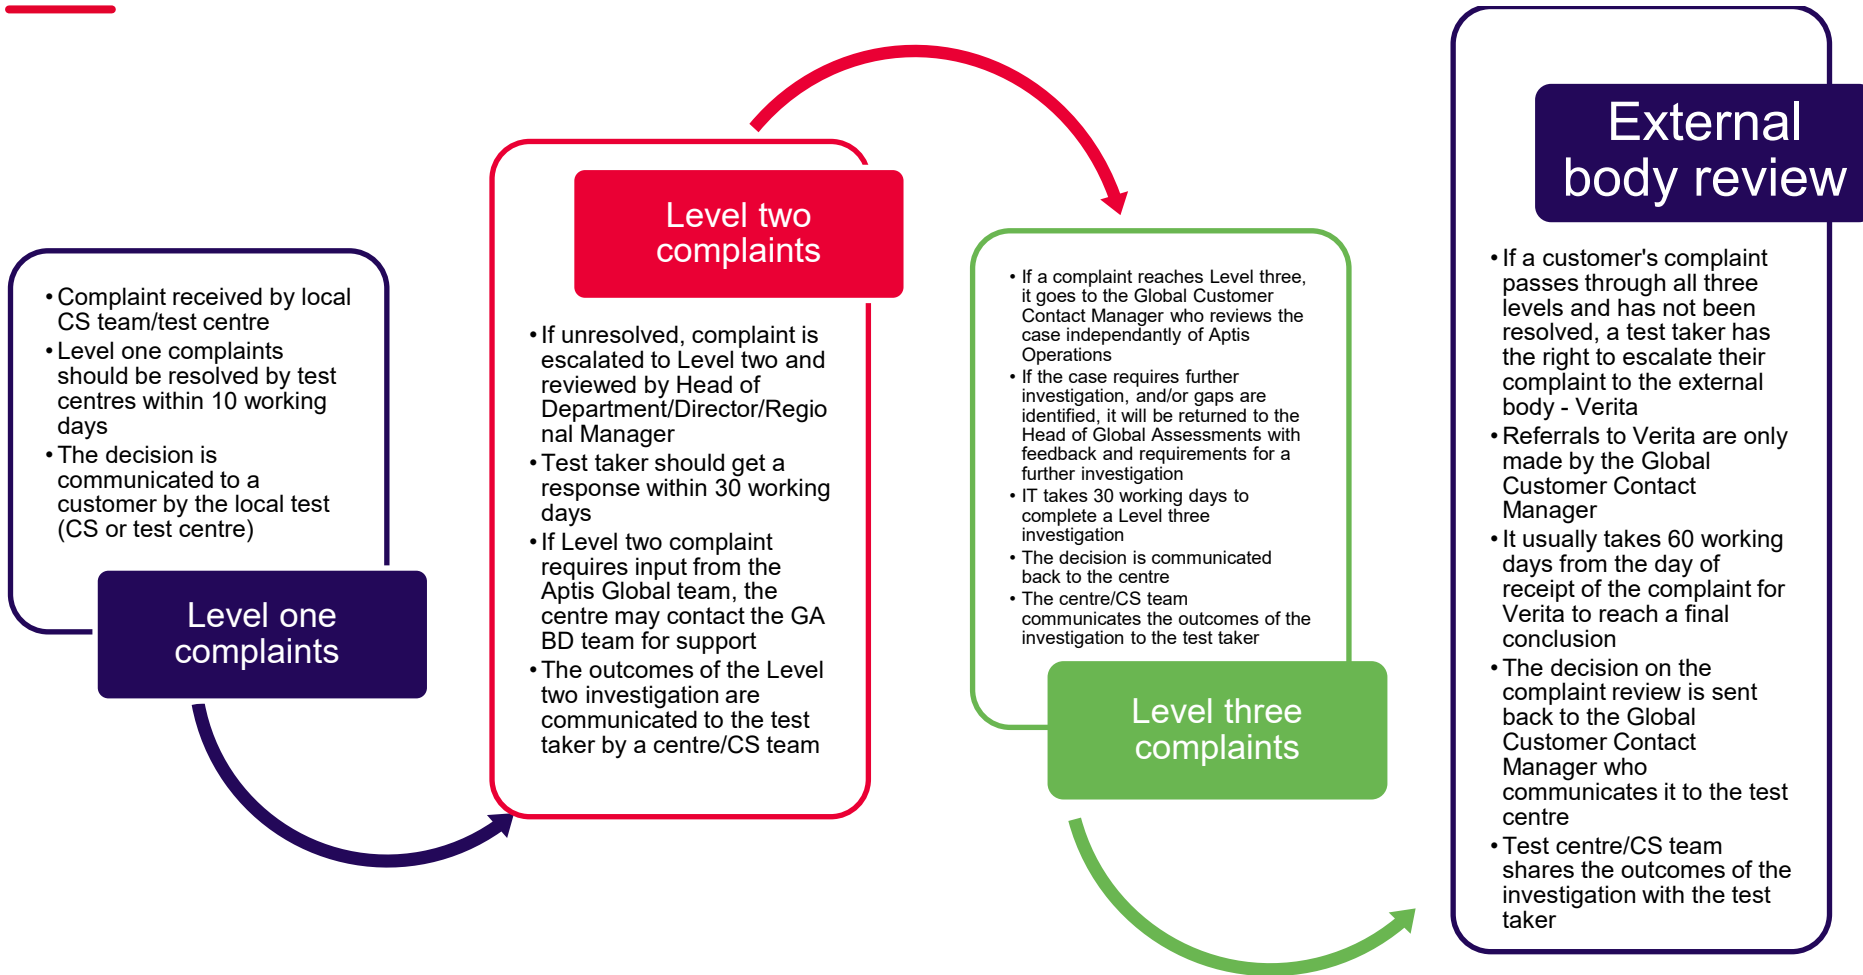 • Complaint received by local
CS team/test centre
• Level one complaints
should be resolved by test
centres within 10 working
days
• The decision is
communicated to a
customer by the local test
(CS or test centre)
Level one
complaints
Level two
complaints
• If unresolved, complaint is
escalated to Level two and
reviewed by Head of
Department/Director/Regio
nal Manager
• Test taker should get a
response within 30 working
days
• If Level two complaint
requires input from the
Aptis Global team, the
centre may contact the GA
BD team for support
• The outcomes of the Level
two investigation are
communicated to the test
taker by a centre/CS team
• If a complaint reaches Level three,
it goes to the Global Customer
Contact Manager who reviews the
case independantly of Aptis
Operations
• If the case requires further
investigation, and/or gaps are
identified, it will be returned to the
Head of Global Assessments with
feedback and requirements for a
further investigation
• IT takes 30 working days to
complete a Level three
investigation
• The decision is communicated
back to the centre
• The centre/CS team
communicates the outcomes of the
investigation to the test taker
Level three
complaints
External
body review
• If a customer's complaint
passes through all three
levels and has not been
resolved, a test taker has
the right to escalate their
complaint to the external
body - Verita
• Referrals to Verita are only
made by the Global
Customer Contact
Manager
• It usually takes 60 working
days from the day of
receipt of the complaint for
Verita to reach a final
conclusion
• The decision on the
complaint review is sent
back to the Global
Customer Contact
Manager who
communicates it to the test
centre
• Test centre/CS team
shares the outcomes of the
investigation with the test
taker